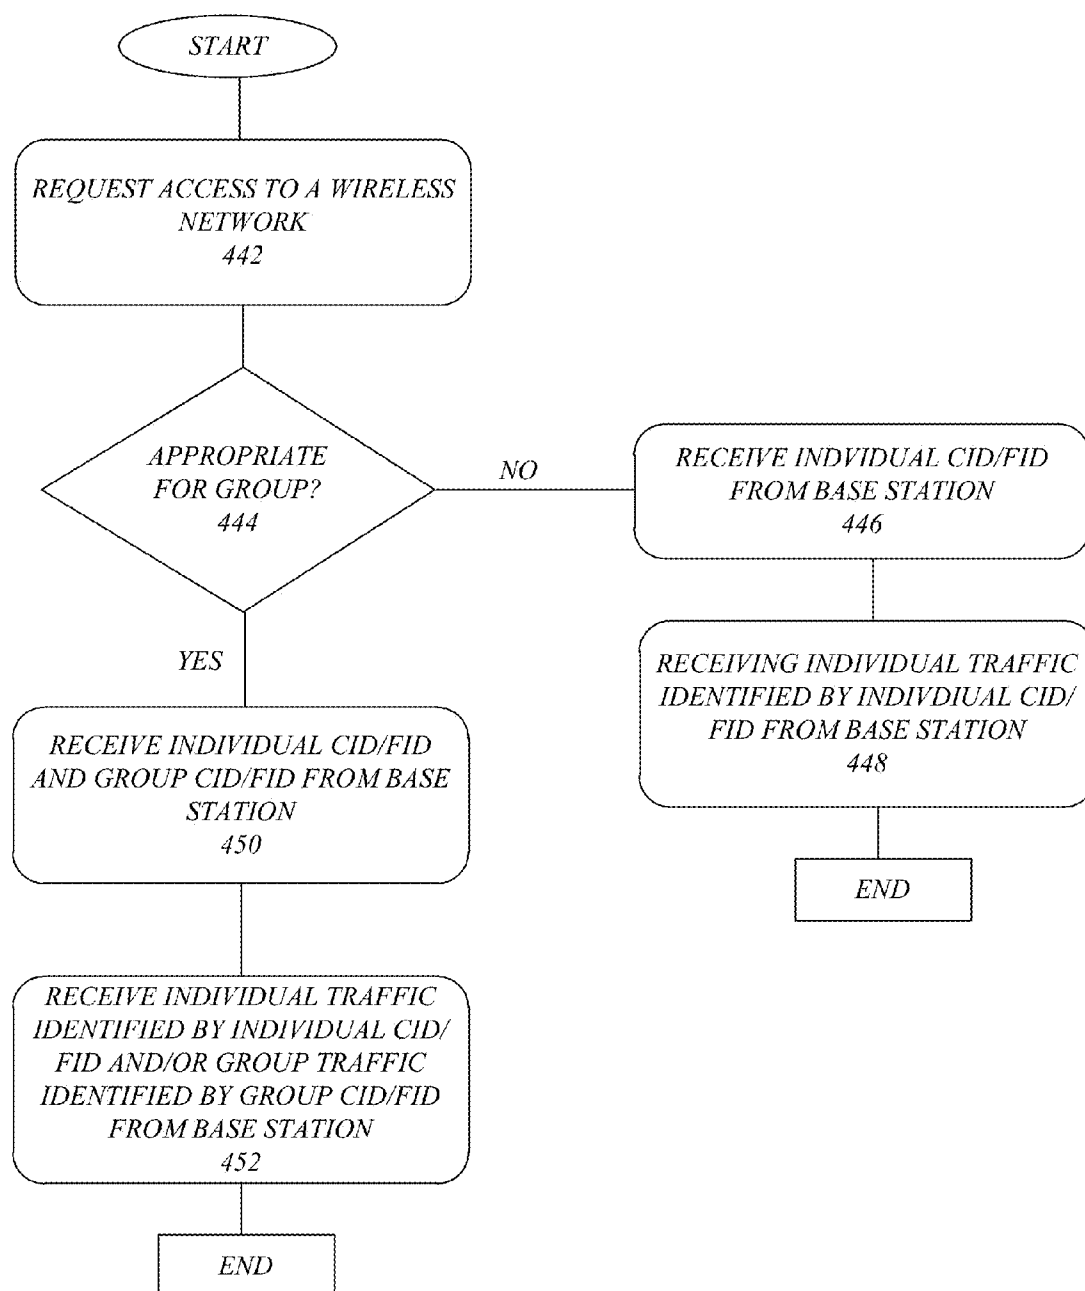 START
REQUEST ACCESS TO A WIRELESS
NETWORK
442
APPROPRIATE
FOR GROUP?
444
NO
RECEIVE INDVIDUAL CID/FID
FROM BASE STATION
446
RECEIVING INDIVIDUAL TRAFFIC
IDENTIFIED BY INDIVDIUAL CID/
FID FROM BASE STATION
448
END
YES
RECEIVE INDIVIDUAL CID/FID
AND GROUP CID/FID FROM BASE
STATION
450
RECEIVE INDIVIDUAL TRAFFIC
IDENTIFIED BY INDIVIDUAL CID/
FID AND/OR GROUP TRAFFIC
IDENTIFIED BY GROUP CID/FID
FROM BASE STATION
452
END